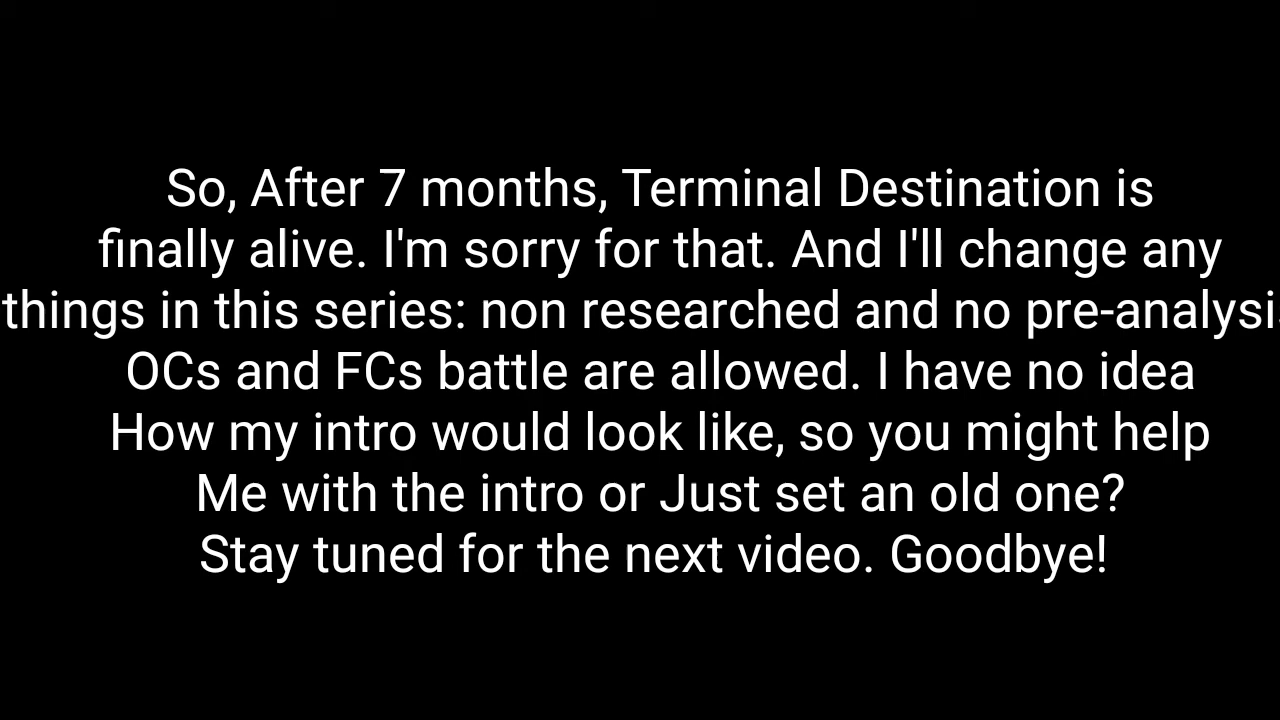 So, After 7 months, Terminal Destination is
finally alive. I'm sorry for that. And I'll change any
things in this series: non researched and no pre-analysis
OCs and FCs battle are allowed. I have no idea
How my intro would look like, so you might help
Me with the intro or Just set an old one?
Stay tuned for the next video. Goodbye!